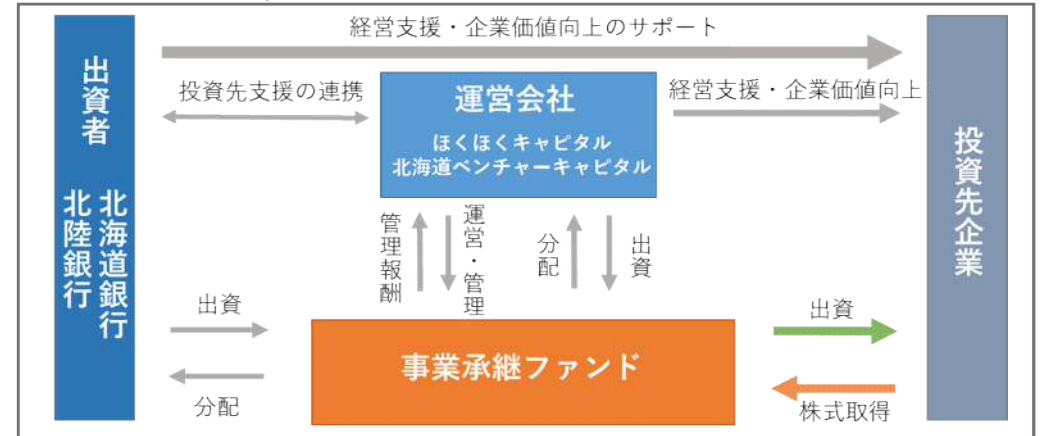 経営支援・企業価値向上のサポート
出資者
北海道銀行
北陸銀行
投資先支援の連携
運営会社
ほくほくキャピタル
北海道ベンチャーキャピタル
経営支援・企業価値向上
投資先企業
管理報酬
運営・管理
分配
出資
出資
分配
事業承継ファンド
出資
株式取得